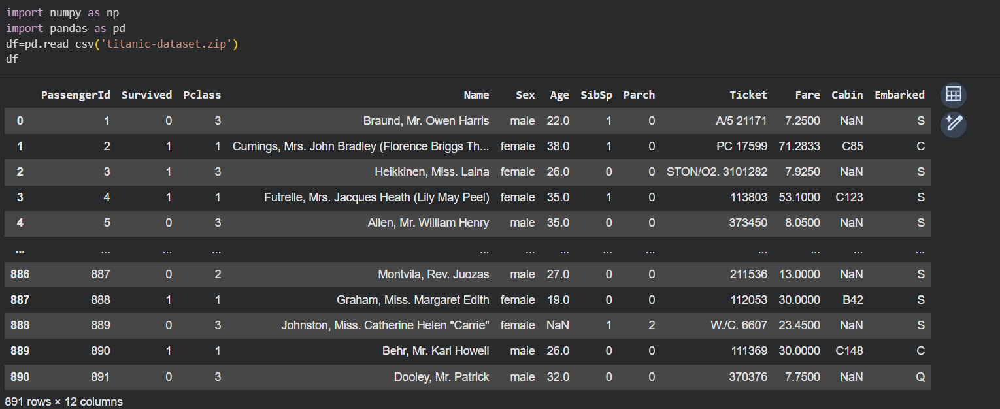 import numpy as np
import pandas as pd
df=pd.read_csv('titanic-dataset.zip')
df
PassengerId Survived Pclass Name Sex Age SibSp Parch Ticket Fare Cabin Embarked
0 1 0 3 Braund, Mr. Owen Harris male 22.0 1 0 A/5 21171 7.2500 NaN S
1 2 1 1 Cumings, Mrs. John Bradley (Florence Briggs Th... female 38.0 1 0 PC 17599 71.2833 C85 C
2 3 1 3 Heikkinen, Miss. Laina female 26.0 0 0 STON/O2. 3101282 7.9250 NaN S
3 4 1 1 Futrelle, Mrs. Jacques Heath (Lily May Peel) female 35.0 1 0 113803 53.1000 C123 S
4 5 0 3 Allen, Mr. William Henry male 35.0 0 0 373450 8.0500 NaN S
... ... ... ... ... ... ... ... ... ... ... ... ...
886 887 0 2 Montvila, Rev. Juozas male 27.0 0 0 211536 13.0000 NaN S
887 888 1 1 Graham, Miss. Margaret Edith female 19.0 0 0 112053 30.0000 B42 S
888 889 0 3 Johnston, Miss. Catherine Helen "Carrie" female NaN 1 2 W./C. 6607 23.4500 NaN S
889 890 1 1 Behr, Mr. Karl Howell male 26.0 0 0 111369 30.0000 C148 C
890 891 0 3 Dooley, Mr. Patrick male 32.0 0 0 370376 7.7500 NaN Q
891 rows × 12 columns